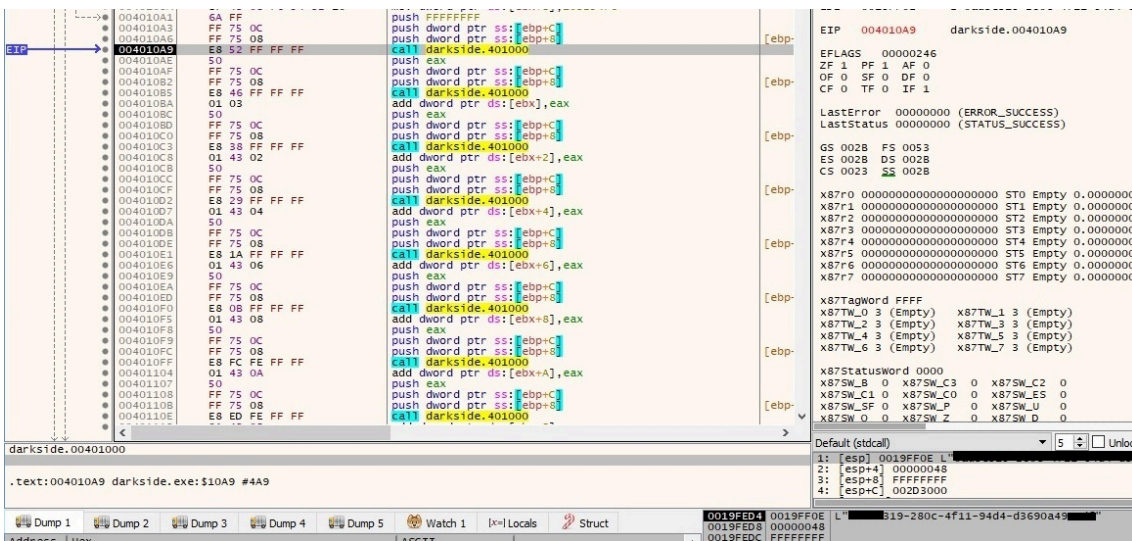 004010A1 6A FF push FFFFFFFF
004010A3 FF 75 0C push dword ptr ss:[ebp+C]
004010A6 FF 75 08 push dword ptr ss:[ebp+8] [ebp-
EIP 004010A9 E8 52 FF FF FF call darkside.401000
004010AE 50 push eax
004010AF FF 75 0C push dword ptr ss:[ebp+C]
004010B2 FF 75 08 push dword ptr ss:[ebp+8] [ebp-
004010B5 E8 46 FF FF FF call darkside.401000
004010BA 01 03 add dword ptr ds:[ebx],eax
004010BC 50 push eax
004010BD FF 75 0C push dword ptr ss:[ebp+C]
004010C0 FF 75 08 push dword ptr ss:[ebp+8] [ebp-
004010C3 E8 38 FF FF FF call darkside.401000
004010C8 01 43 02 add dword ptr ds:[ebx+2],eax
004010CB 50 push eax
004010CC FF 75 0C push dword ptr ss:[ebp+C]
004010CF FF 75 08 push dword ptr ss:[ebp+8] [ebp-
004010D2 E8 29 FF FF FF call darkside.401000
004010D7 01 43 04 add dword ptr ds:[ebx+4],eax
004010DA 50 push eax
004010DB FF 75 0C push dword ptr ss:[ebp+C]
004010DE FF 75 08 push dword ptr ss:[ebp+8] [ebp-
004010E1 E8 1A FF FF FF call darkside.401000
004010E6 01 43 06 add dword ptr ds:[ebx+6],eax
004010E9 50 push eax
004010EA FF 75 0C push dword ptr ss:[ebp+C]
004010ED FF 75 08 push dword ptr ss:[ebp+8] [ebp-
004010F0 E8 0B FF FF FF call darkside.401000
004010F5 01 43 08 add dword ptr ds:[ebx+8],eax
004010F8 50 push eax
004010F9 FF 75 0C push dword ptr ss:[ebp+C]
004010FC FF 75 08 push dword ptr ss:[ebp+8] [ebp-
004010FF E8 FC FE FF FF call darkside.401000
00401104 01 43 0A add dword ptr ds:[ebx+A],eax
00401107 50 push eax
00401108 FF 75 0C push dword ptr ss:[ebp+C]
0040110B FF 75 08 push dword ptr ss:[ebp+8] [ebp-
0040110E E8 ED FE FF FF call darkside.401000
EIP 004010A9 darkside.004010A9
EFLAGS 00000246
ZF 1 PF 1 AF 0
OF 0 SF 0 DF 0
CF 0 TF 0 IF 1
LastError 00000000 (ERROR_SUCCESS)
LastStatus 00000000 (STATUS_SUCCESS)
GS 002B FS 0053
ES 002B DS 002B
CS 0023 SS 002B
x87r0 00000000000000000000 ST0 Empty 0.0000000
x87r1 00000000000000000000 ST1 Empty 0.0000000
x87r2 00000000000000000000 ST2 Empty 0.0000000
x87r3 00000000000000000000 ST3 Empty 0.0000000
x87r4 00000000000000000000 ST4 Empty 0.0000000
x87r5 00000000000000000000 ST5 Empty 0.0000000
x87r6 00000000000000000000 ST6 Empty 0.0000000
x87r7 00000000000000000000 ST7 Empty 0.0000000
x87TagWord FFFF
x87TW_0 3 (Empty) x87TW_1 3 (Empty)
x87TW_2 3 (Empty) x87TW_3 3 (Empty)
x87TW_4 3 (Empty) x87TW_5 3 (Empty)
x87TW_6 3 (Empty) x87TW_7 3 (Empty)
x87StatusWord 0000
x87SW_B 0 x87SW_C3 0 x87SW_C2 0
x87SW_C1 0 x87SW_C0 0 x87SW_ES 0
x87SW_SF 0 x87SW_P 0 x87SW_U 0
x87SW_O 0 x87SW_Z 0 x87SW_D 0
darkside.00401000
.text:004010A9 darkside.exe:$10A9 #4A9
Default (stdcall) 5 Unloc
1: [esp] 0019FF0E L"
2: [esp+4] 00000048
3: [esp+8] FFFFFFFF
4: [esp+C] 002D3000
Dump 1 Dump 2 Dump 3 Dump 4 Dump 5 Watch 1 [x=] Locals Struct
Address Hex ASCII
0019FED4 0019FF0E L" 319-280c-4f11-94d4-d3690a49
0019FED8 00000048
0019FEDC FFFFFFFF